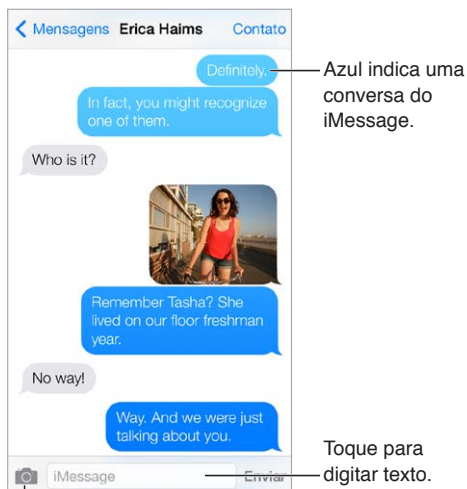 Mensagens Erica Haims Contato
Definitely.
Azul indica uma
conversa do
iMessage.
In fact, you might recognize
one of them.
Who is it?
Remember Tasha? She
lived on our floor freshman
year.
No way!
Way. And we were just
talking about you.
Toque para
digitar texto.
iMessage Enviar